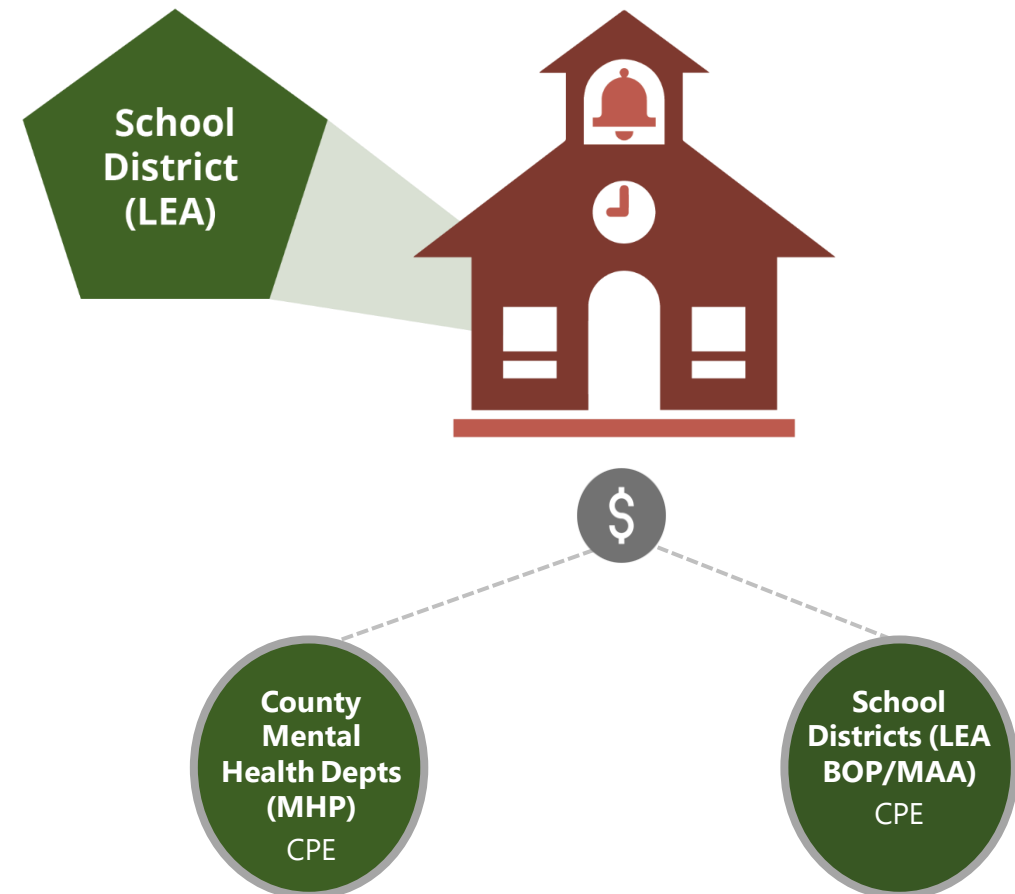 School
District
(LEA)
$
County
Mental
Health Depts
(MHP)
CPE
School
Districts (LEA
BOP/MAA)
CPE